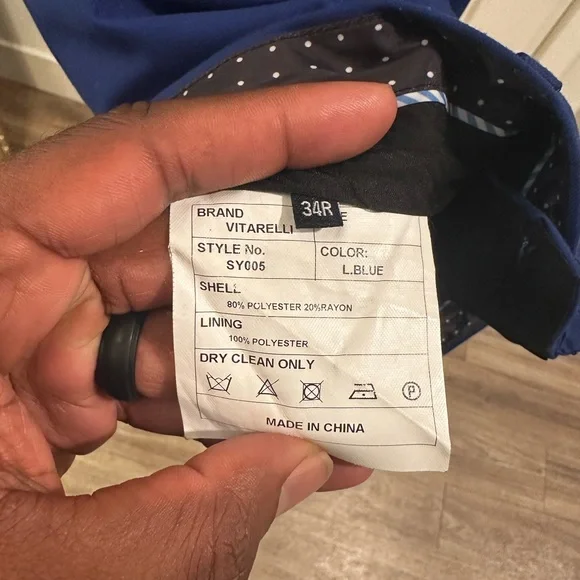 34R
BRAND
VITARELLI
STYLE No.
SY005
COLOR:
L.BLUE
SHELL
80% POLYESTER 20%RAYON
LINING
100% POLYESTER
DRY CLEAN ONLY
P
MADE IN CHINA